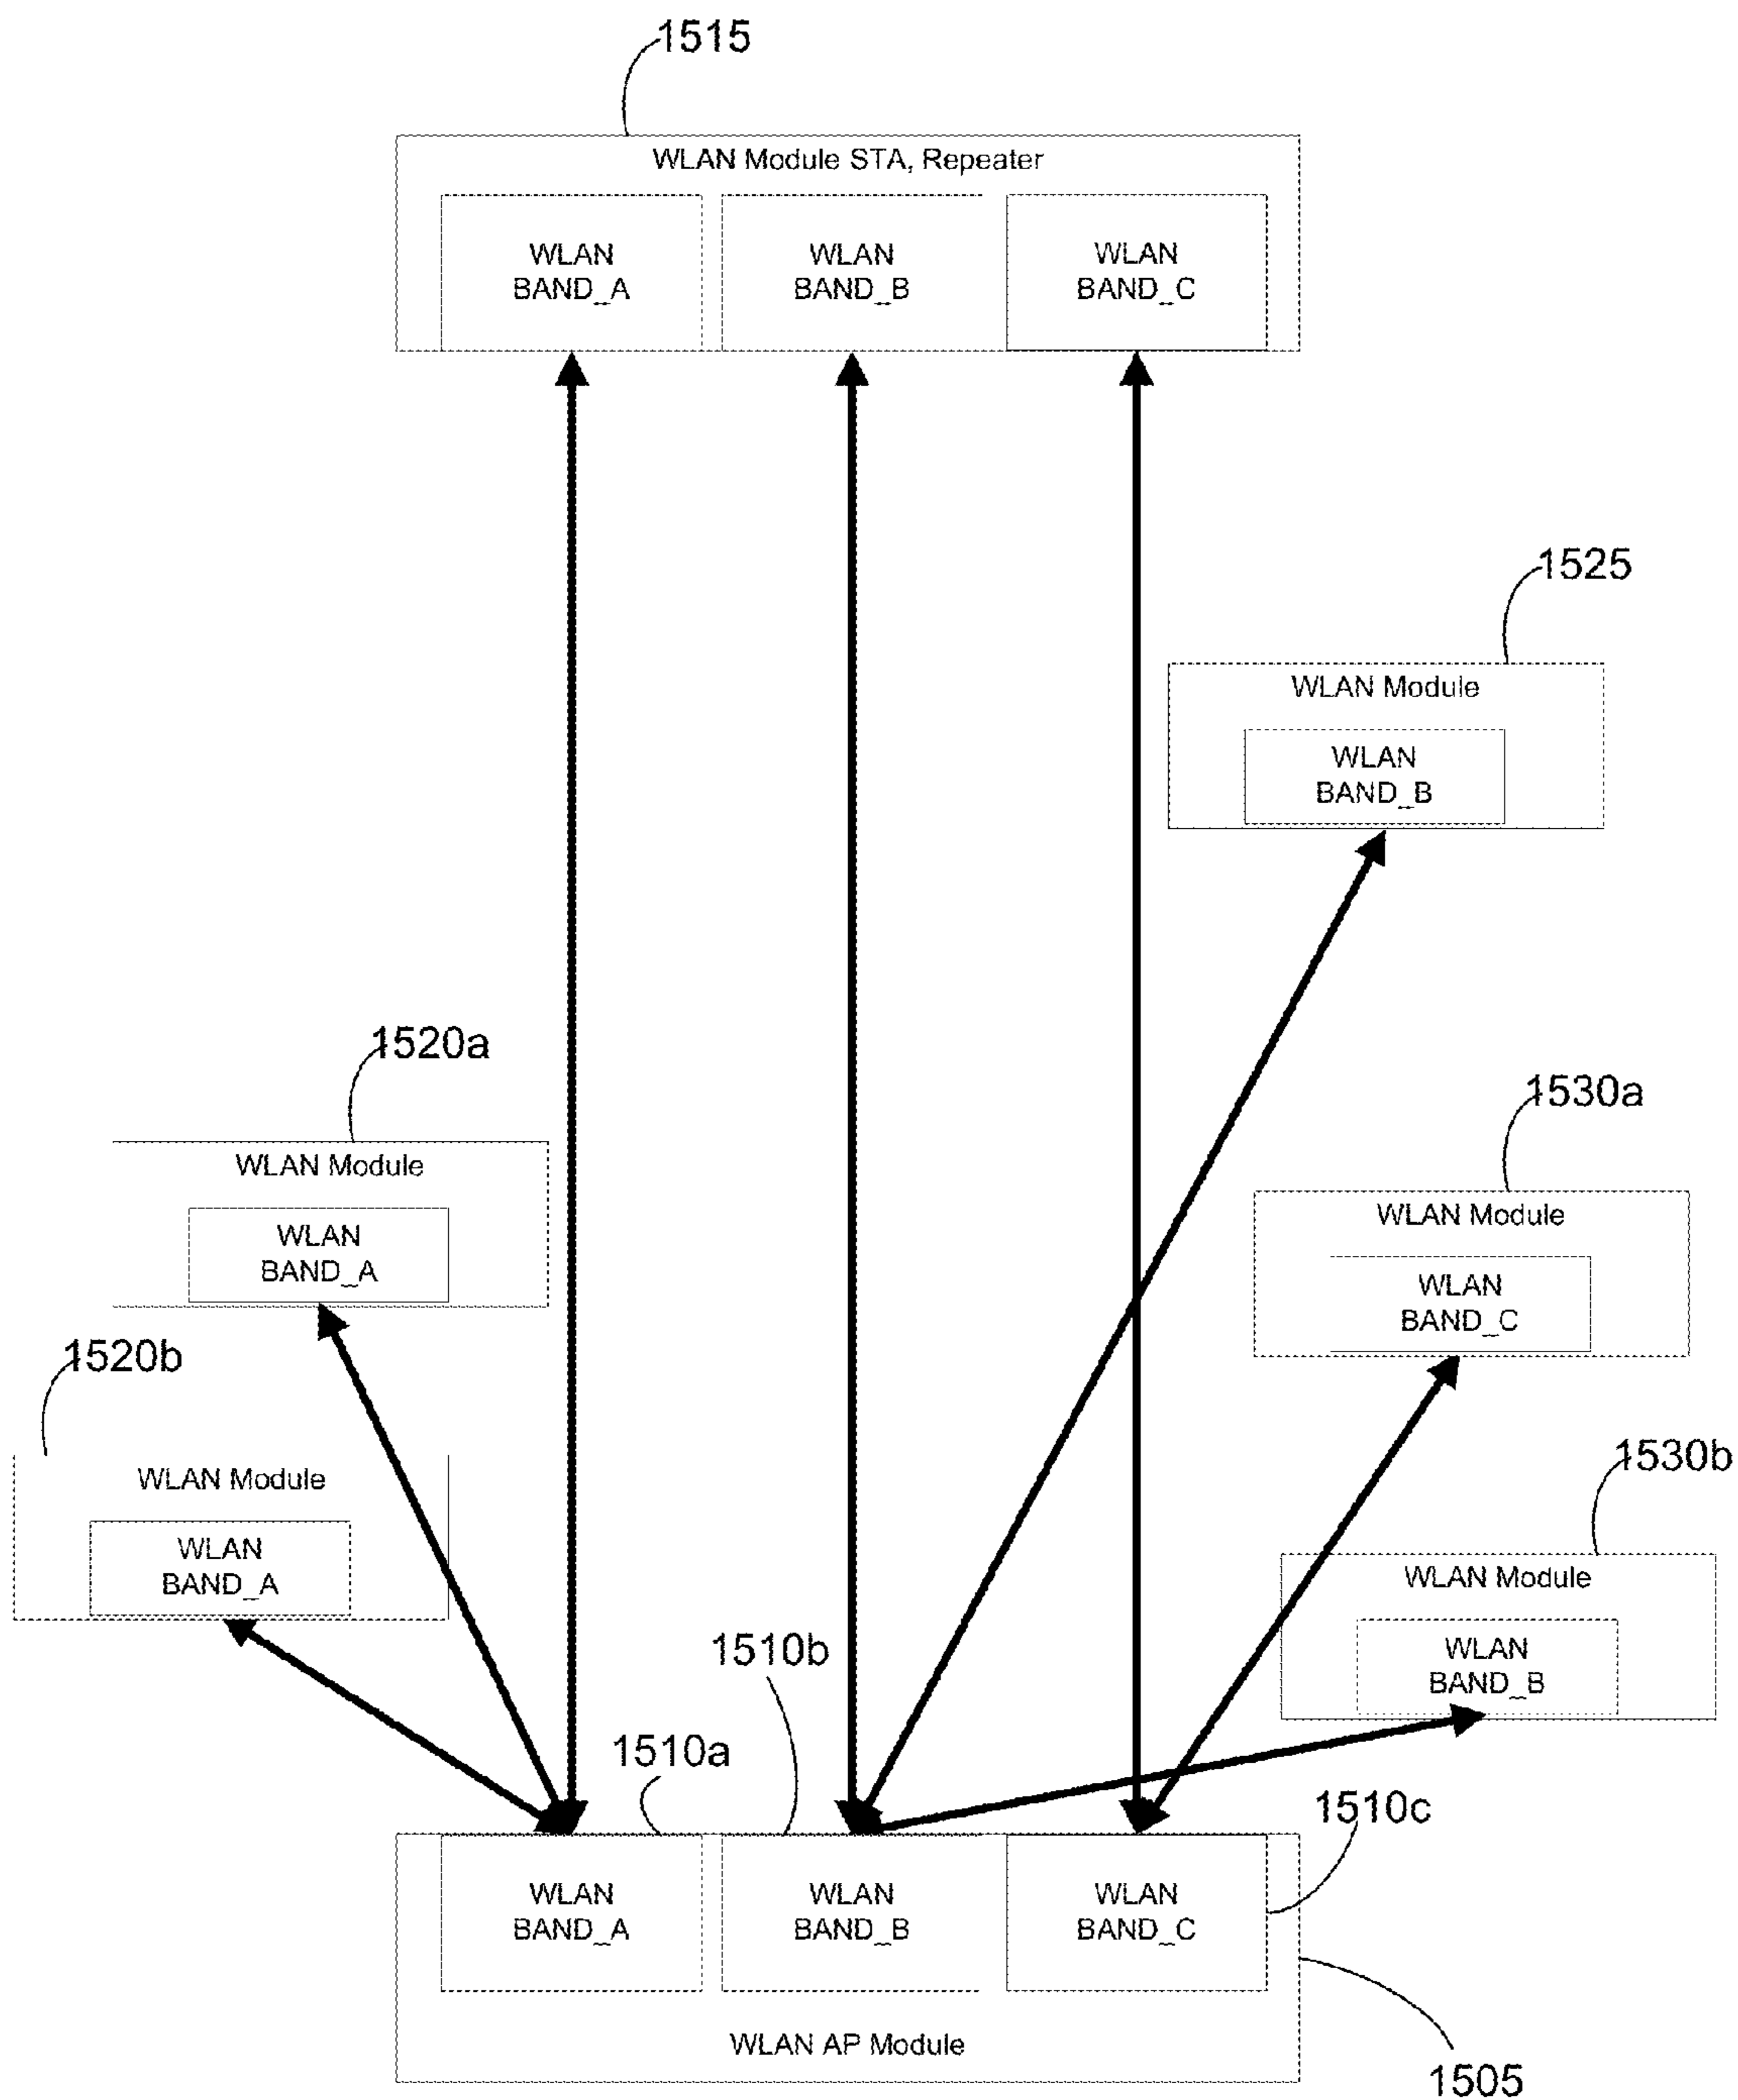 1515
WLAN Module STA, Repeater
WLAN
BAND_A
WLAN
BAND_B
WLAN
BAND_C
1525
WLAN Module
WLAN
BAND_B
1520a
WLAN Module
WLAN
BAND_A
1530a
WLAN Module
WLAN
BAND_C
1520b
WLAN Module
WLAN
BAND_A
1530b
WLAN Module
WLAN
BAND_B
1510b
1510a
1510c
WLAN
BAND_A
WLAN
BAND_B
WLAN
BAND_C
WLAN AP Module
1505